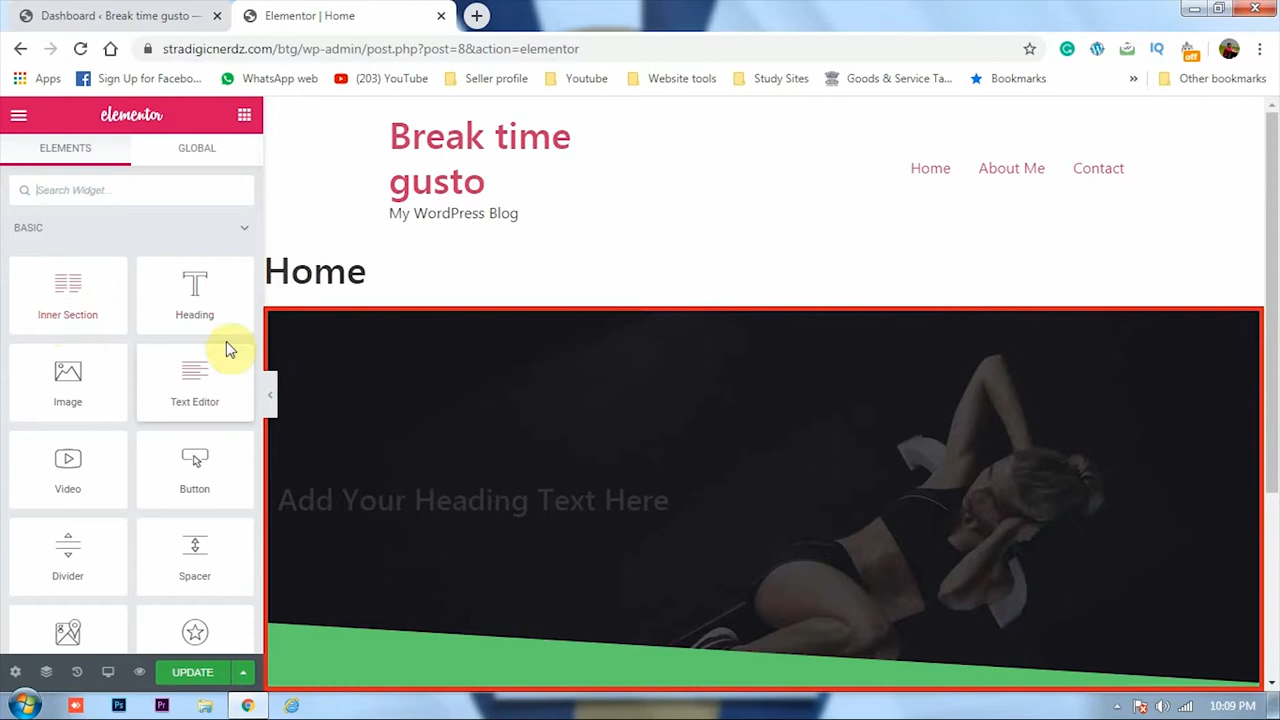 Dashboard ‹ Break time gusto —
Elementor | Home
stradigicnerdz.com/btg/wp-admin/post.php?post=8&action=elementor
off
Apps
Sign Up for Facebo...
WhatsApp web
(203) YouTube
Seller profile
Youtube
Website tools
Study Sites
Goods & Service Ta...
Bookmarks
»
Other bookmarks
elementor
ELEMENTS
GLOBAL
Search Widget...
BASIC
Inner Section
Heading
Image
Text Editor
Video
Button
Divider
Spacer
UPDATE
Break time
gusto
My WordPress Blog
Home
About Me
Contact
Home
Add Your Heading Text Here
Ps
Pr
10:09 PM